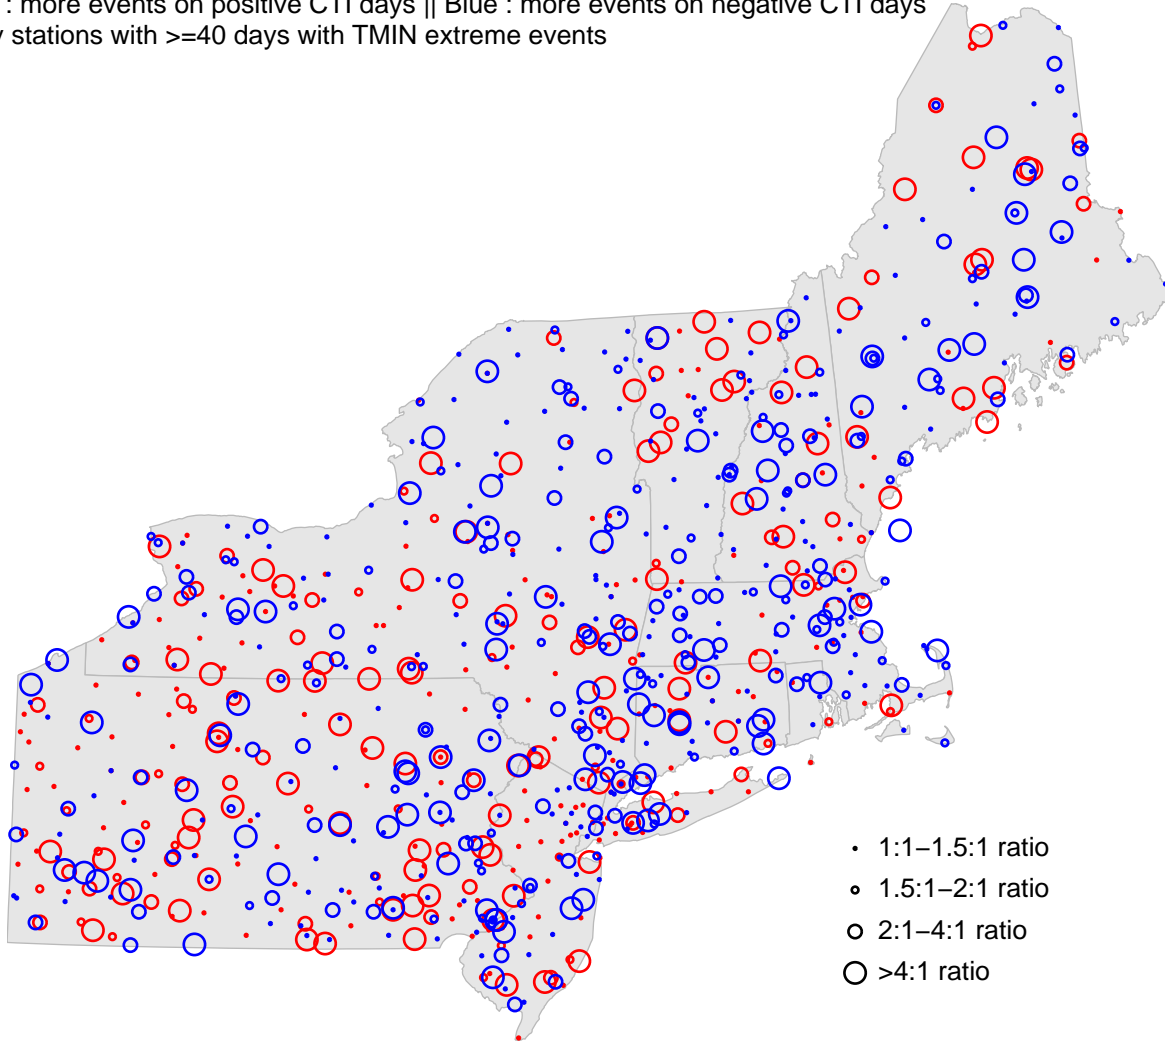 : more events on positive CTI days || Blue : more events on negative CTI days
stations with >=40 days with TMIN extreme events
1:1–1.5:1 ratio
1.5:1–2:1 ratio
2:1–4:1 ratio
>4:1 ratio